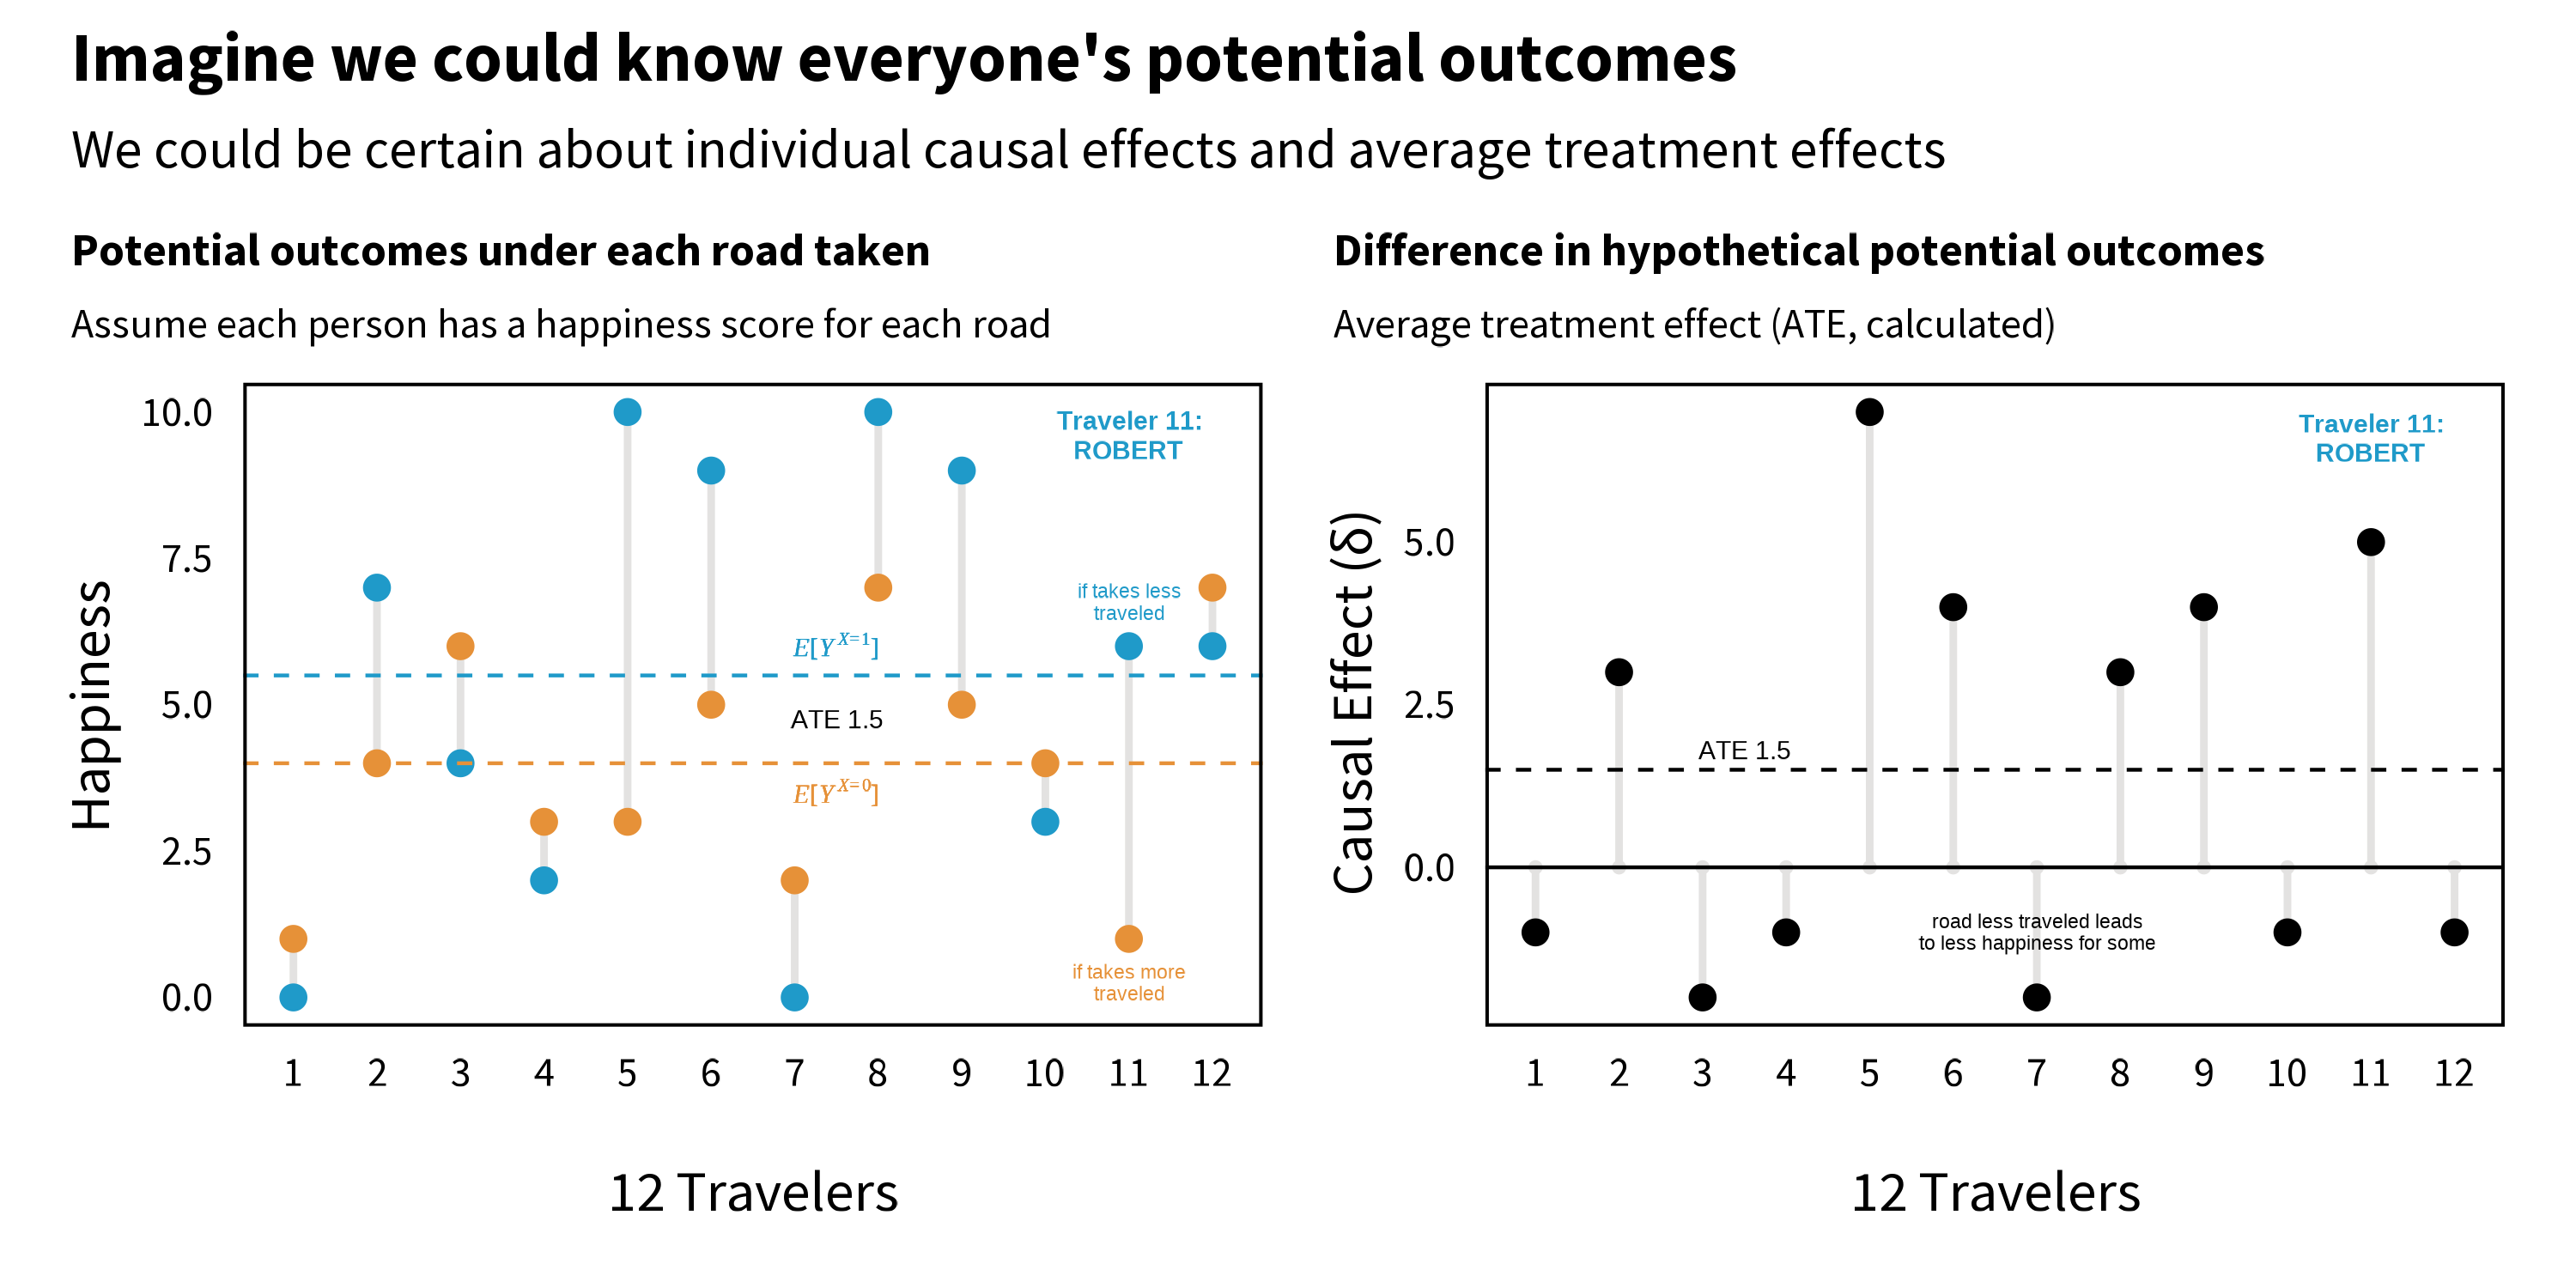 Imagine we could know everyone's potential outcomes
We could be certain about individual causal effects and average treatment effects
Potential outcomes under each road taken
Assume each person has a happiness score for each road
Happiness
10.0
7.5
5.0
2.5
0.0
Traveler 11:
ROBERT
if takes less
traveled
E[Y^{X=1}]
ATE 1.5
E[Y^{X=0}]
if takes more
traveled
1 2 3 4 5 6 7 8 9 10 11 12
12 Travelers
Difference in hypothetical potential outcomes
Average treatment effect (ATE, calculated)
Causal Effect (δ)
5.0
2.5
0.0
Traveler 11:
ROBERT
ATE 1.5
road less traveled leads
to less happiness for some
1 2 3 4 5 6 7 8 9 10 11 12
12 Travelers